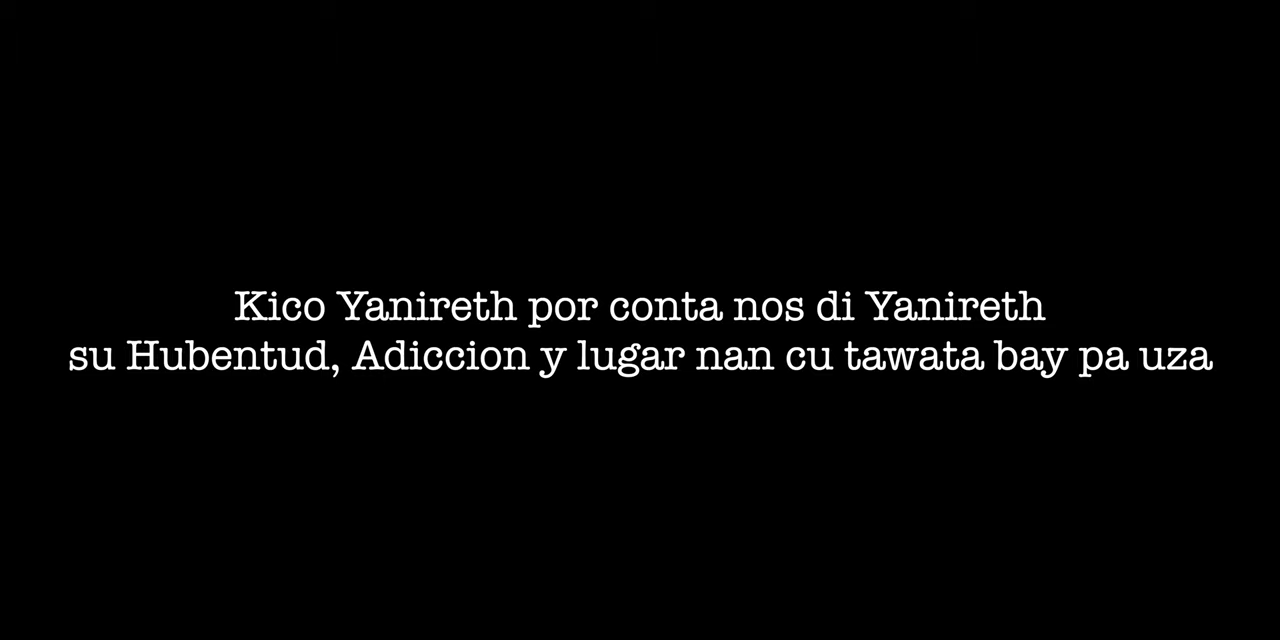 Kico Yanireth por conta nos di Yanireth
su Hubentud, Adiccion y lugar nan cu tawata bay pa uza